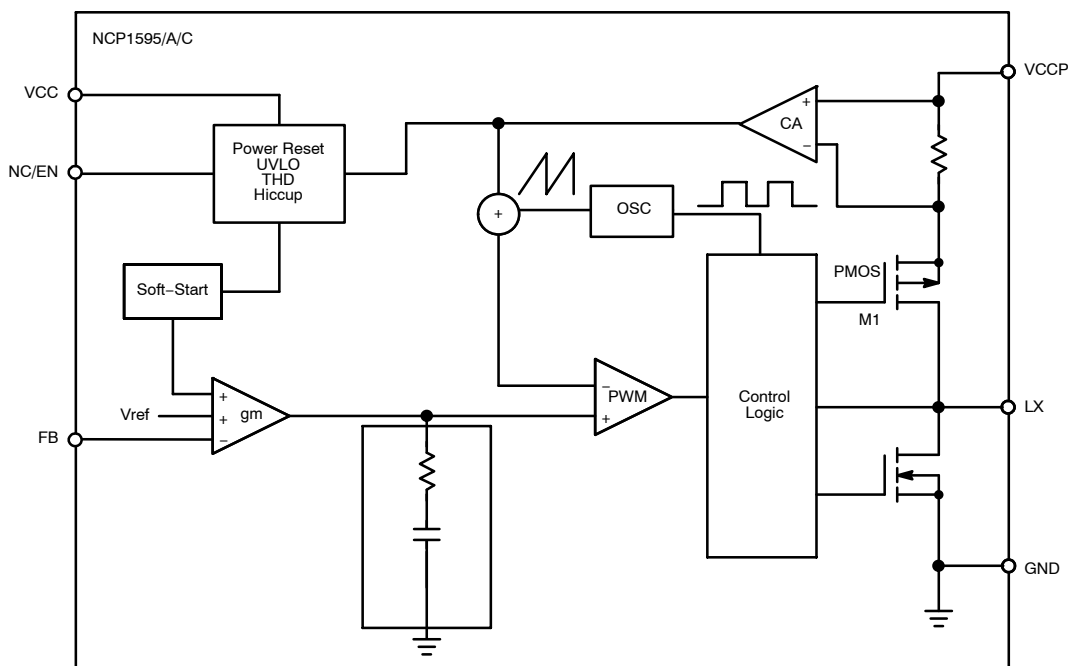 NCP1595/A/C
VCC
VCCP
+
CA
−
Power Reset
UVLO
THD
Hiccup
NC/EN
+
OSC
Soft−Start
PMOS
M1
+
gm
Vref
+
−
FB
−
PWM
+
Control
Logic
LX
GND